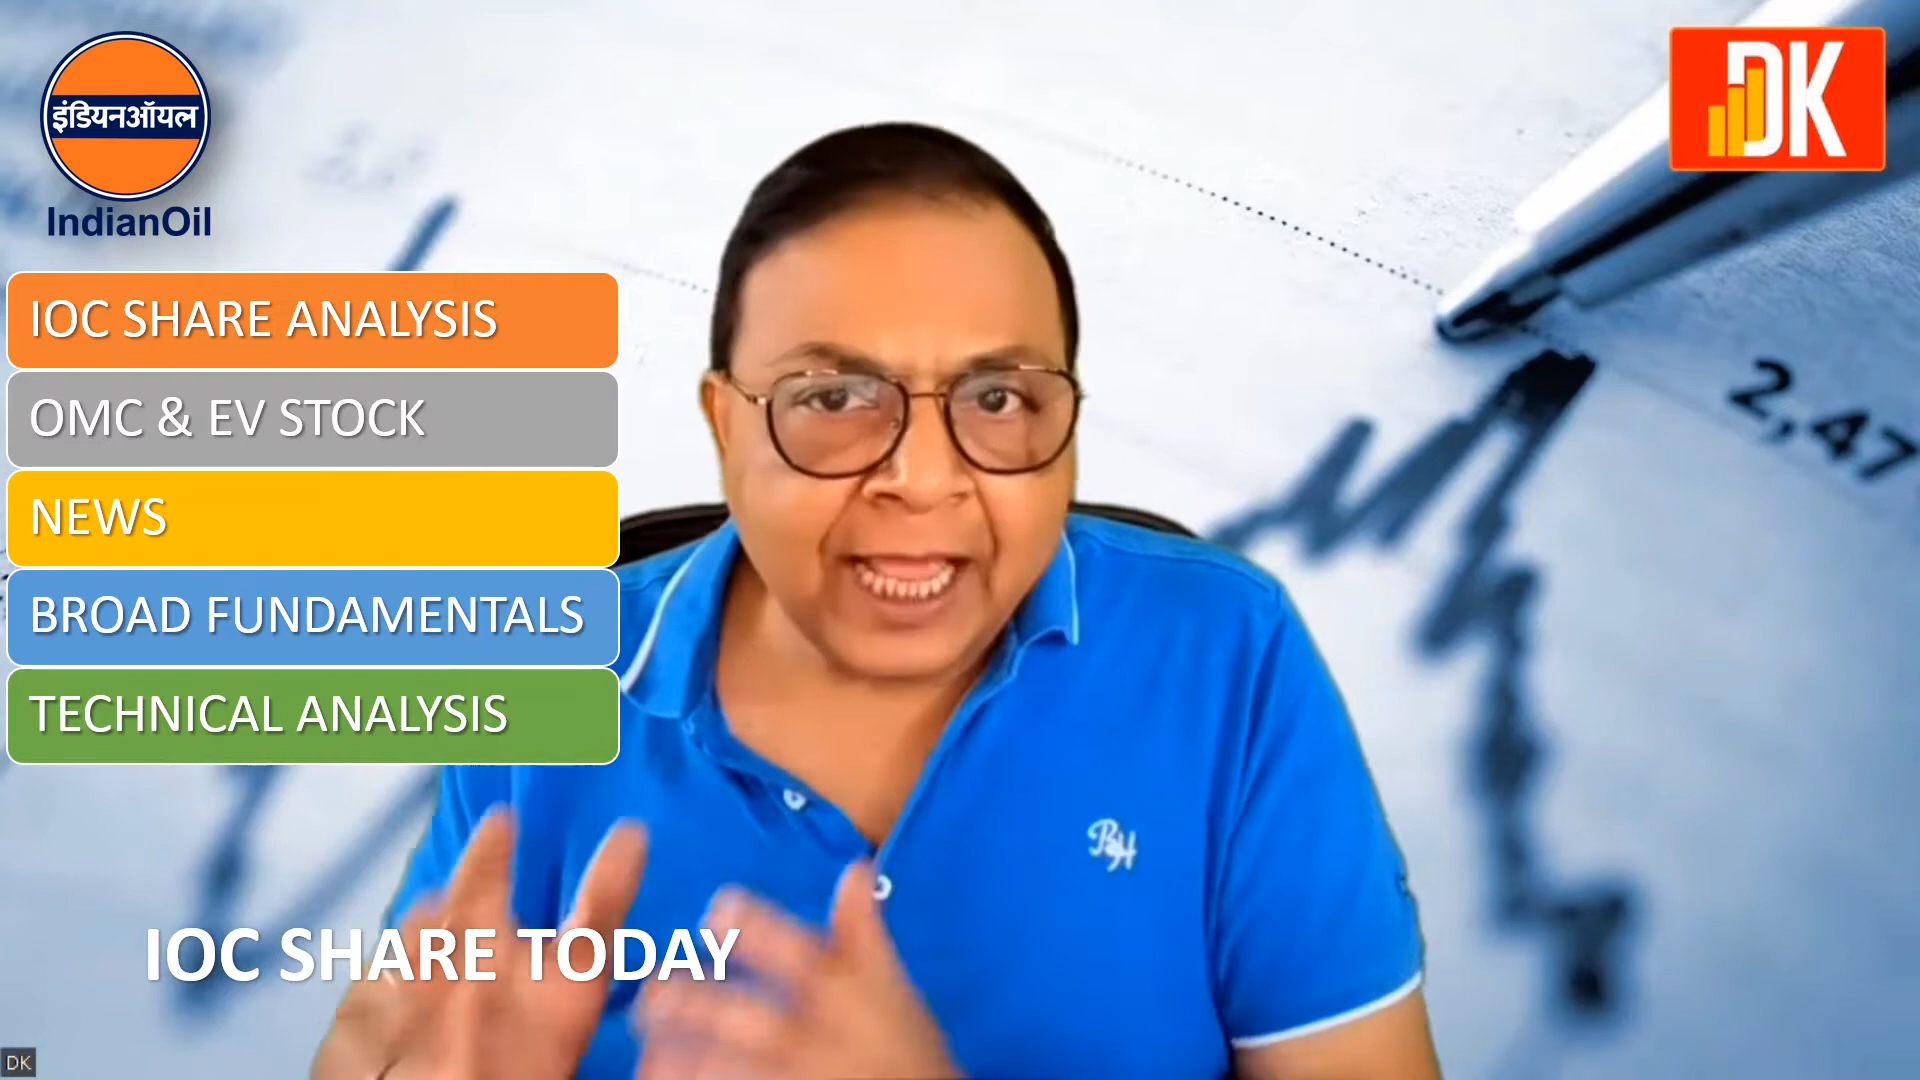 इंडियनऑयल
IndianOil
DK
IOC SHARE ANALYSIS
OMC & EV STOCK
NEWS
BROAD FUNDAMENTALS
TECHNICAL ANALYSIS
2,47
BH
IOC SHARE TODAY
DK